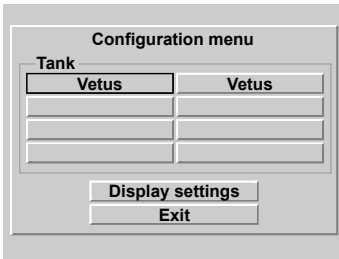 Configuration menu
Tank
Vetus Vetus
Display settings
Exit